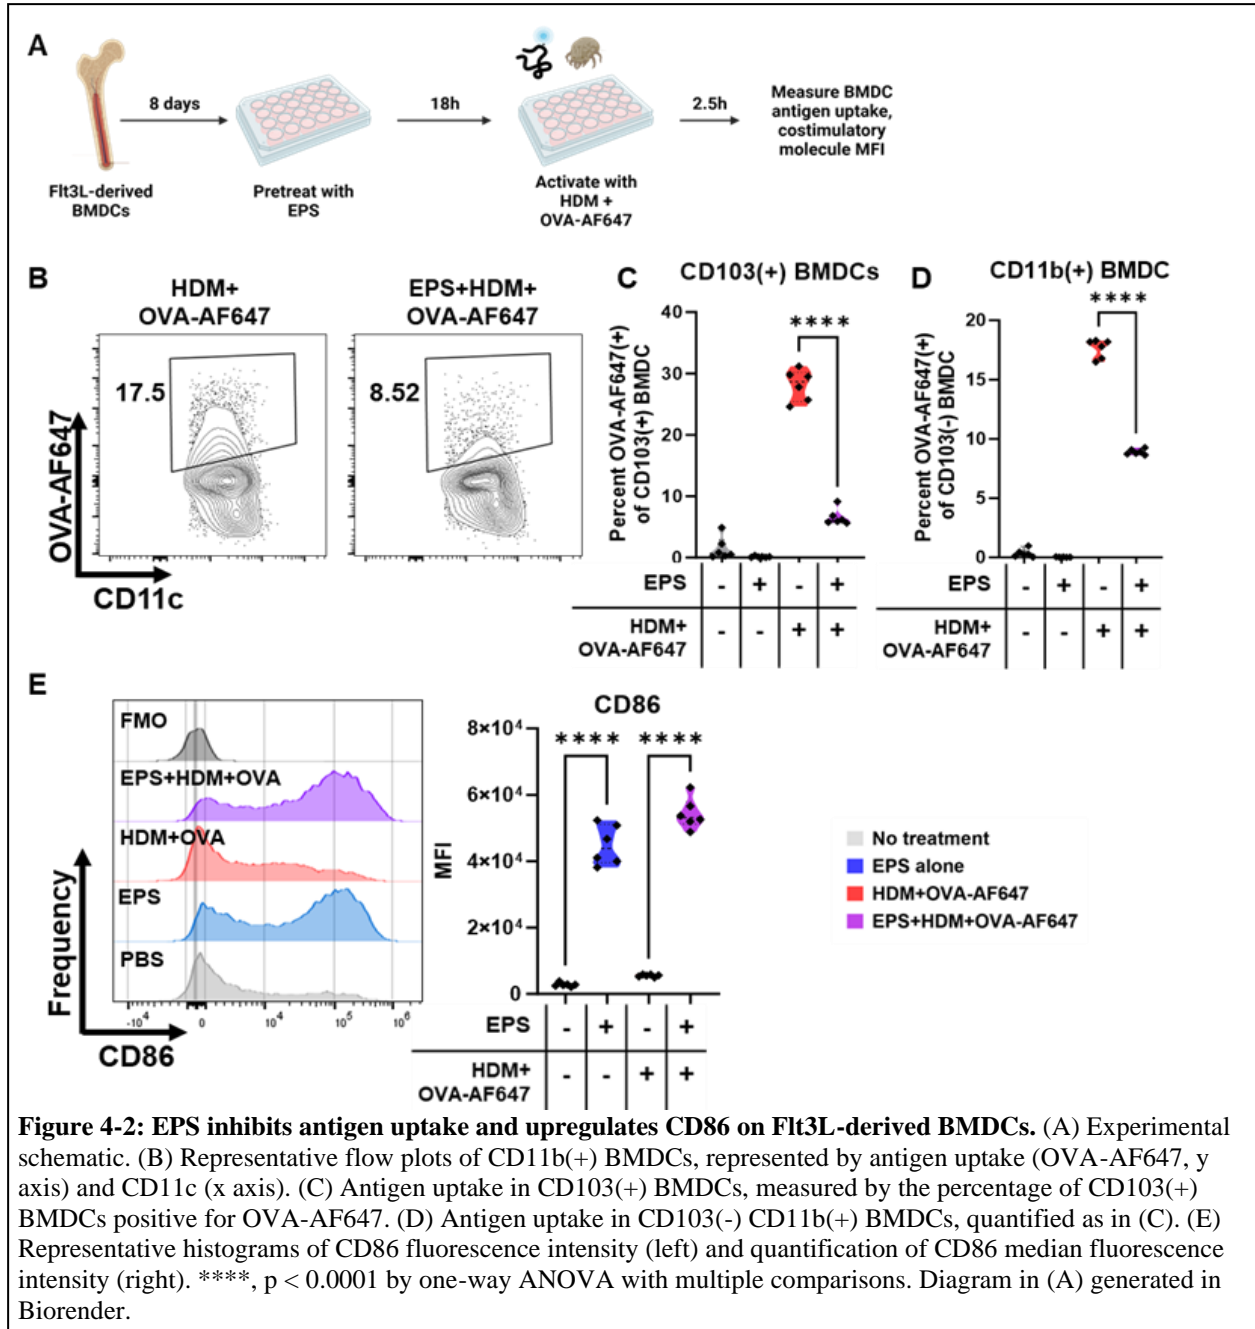 A
8 days
18h
2.5h
Measure BMDC
antigen uptake,
costimulatory
molecule MFI
Flt3L-derived
BMDCs
Pretreat with
EPS
Activate with
HDM +
OVA-AF647
B
HDM+
OVA-AF647
EPS+HDM+
OVA-AF647
17.5
8.52
OVA-AF647
CD11c
C
CD103(+) BMDCs
****
Percent OVA-AF647(+)
of CD103(+) BMDC
40
30
20
10
0
EPS - + - +
HDM+
OVA-AF647 - - + +
D
CD11b(+) BMDC
****
Percent OVA-AF647(+)
of CD103(-) BMDC
20
15
10
5
0
EPS - + - +
HDM+
OVA-AF647 - - + +
E
FMO
EPS+HDM+OVA
HDM+OVA
EPS
PBS
Frequency
-10⁴ 0 10⁴ 10⁵ 10⁶
CD86
CD86
**** ****
MFI
8×10⁴
6×10⁴
4×10⁴
2×10⁴
0
EPS - + - +
HDM+
OVA-AF647 - - + +
No treatment
EPS alone
HDM+OVA-AF647
EPS+HDM+OVA-AF647
Figure 4-2: EPS inhibits antigen uptake and upregulates CD86 on Flt3L-derived BMDCs. (A) Experimental
schematic. (B) Representative flow plots of CD11b(+) BMDCs, represented by antigen uptake (OVA-AF647, y
axis) and CD11c (x axis). (C) Antigen uptake in CD103(+) BMDCs, measured by the percentage of CD103(+)
BMDCs positive for OVA-AF647. (D) Antigen uptake in CD103(-) CD11b(+) BMDCs, quantified as in (C). (E)
Representative histograms of CD86 fluorescence intensity (left) and quantification of CD86 median fluorescence
intensity (right). ****, p < 0.0001 by one-way ANOVA with multiple comparisons. Diagram in (A) generated in
Biorender.